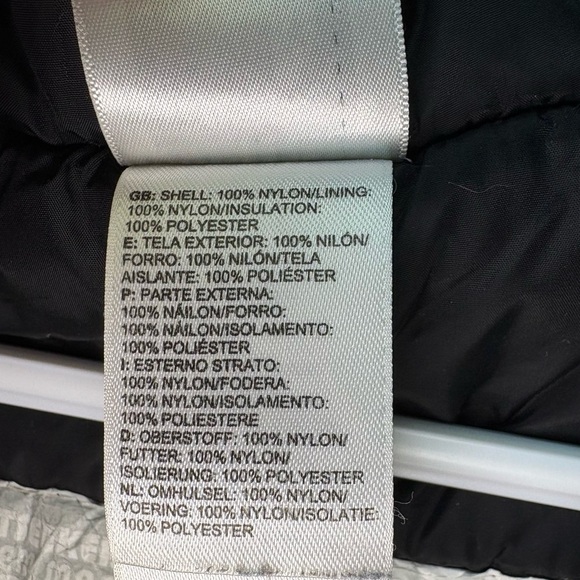 GB: SHELL: 100% NYLON/LINING:
100% NYLON/INSULATION:
100% POLYESTER
E: TELA EXTERIOR: 100% NILÓN/
FORRO: 100% NILÓN/TELA
AISLANTE: 100% POLIÉSTER
P: PARTE EXTERNA:
100% NÁILON/FORRO:
100% NÁILON/ISOLAMENTO:
100% POLIÉSTER
I: ESTERNO STRATO:
100% NYLON/FODERA:
100% NYLON/ISOLAMENTO:
100% POLIESTERE
D: OBERSTOFF: 100% NYLON/
FUTTER: 100% NYLON/
ISOLIERUNG: 100% POLYESTER
NL: OMHULSEL: 100% NYLON/
VOERING: 100% NYLON/ISOLATIE:
100% POLYESTER